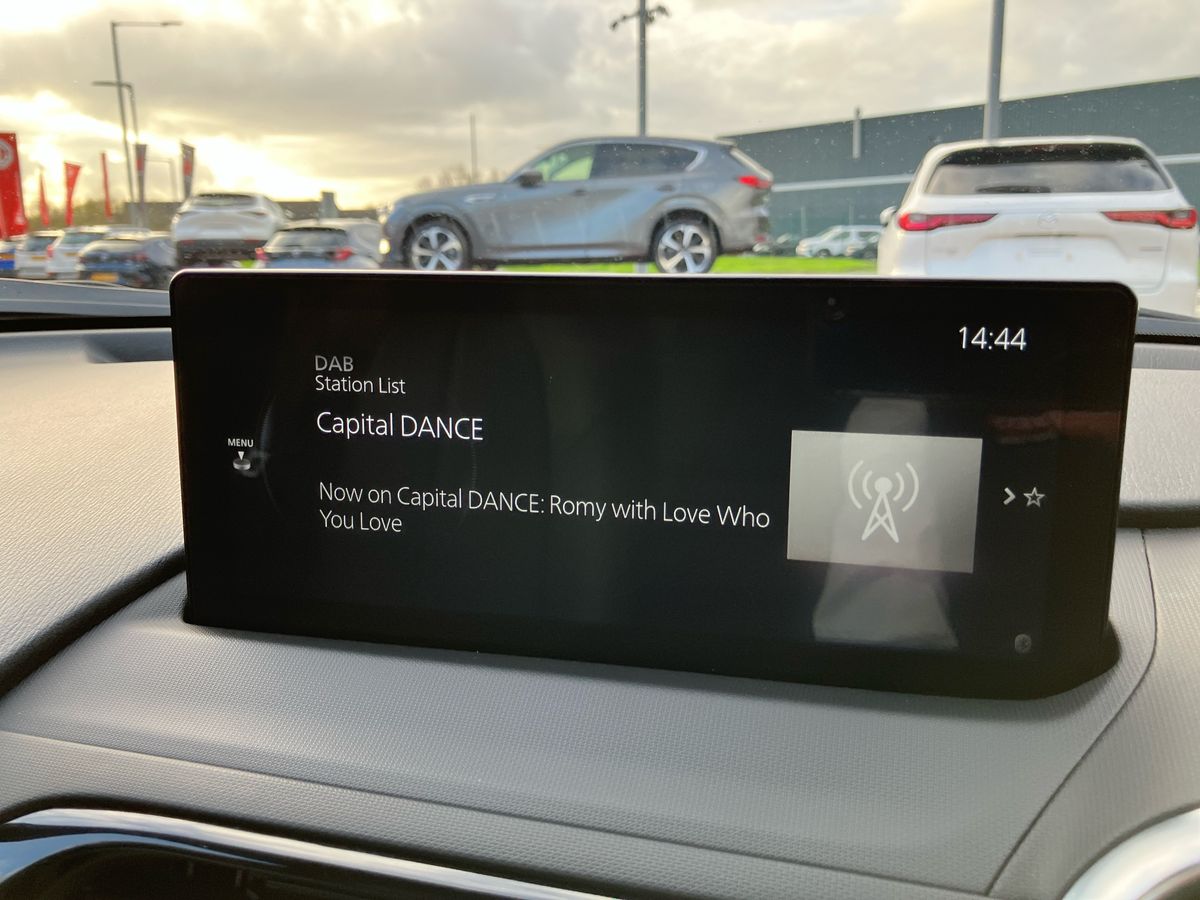 14:44
DAB
Station List
Capital DANCE
MENU
Now on Capital DANCE: Romy with Love Who
You Love